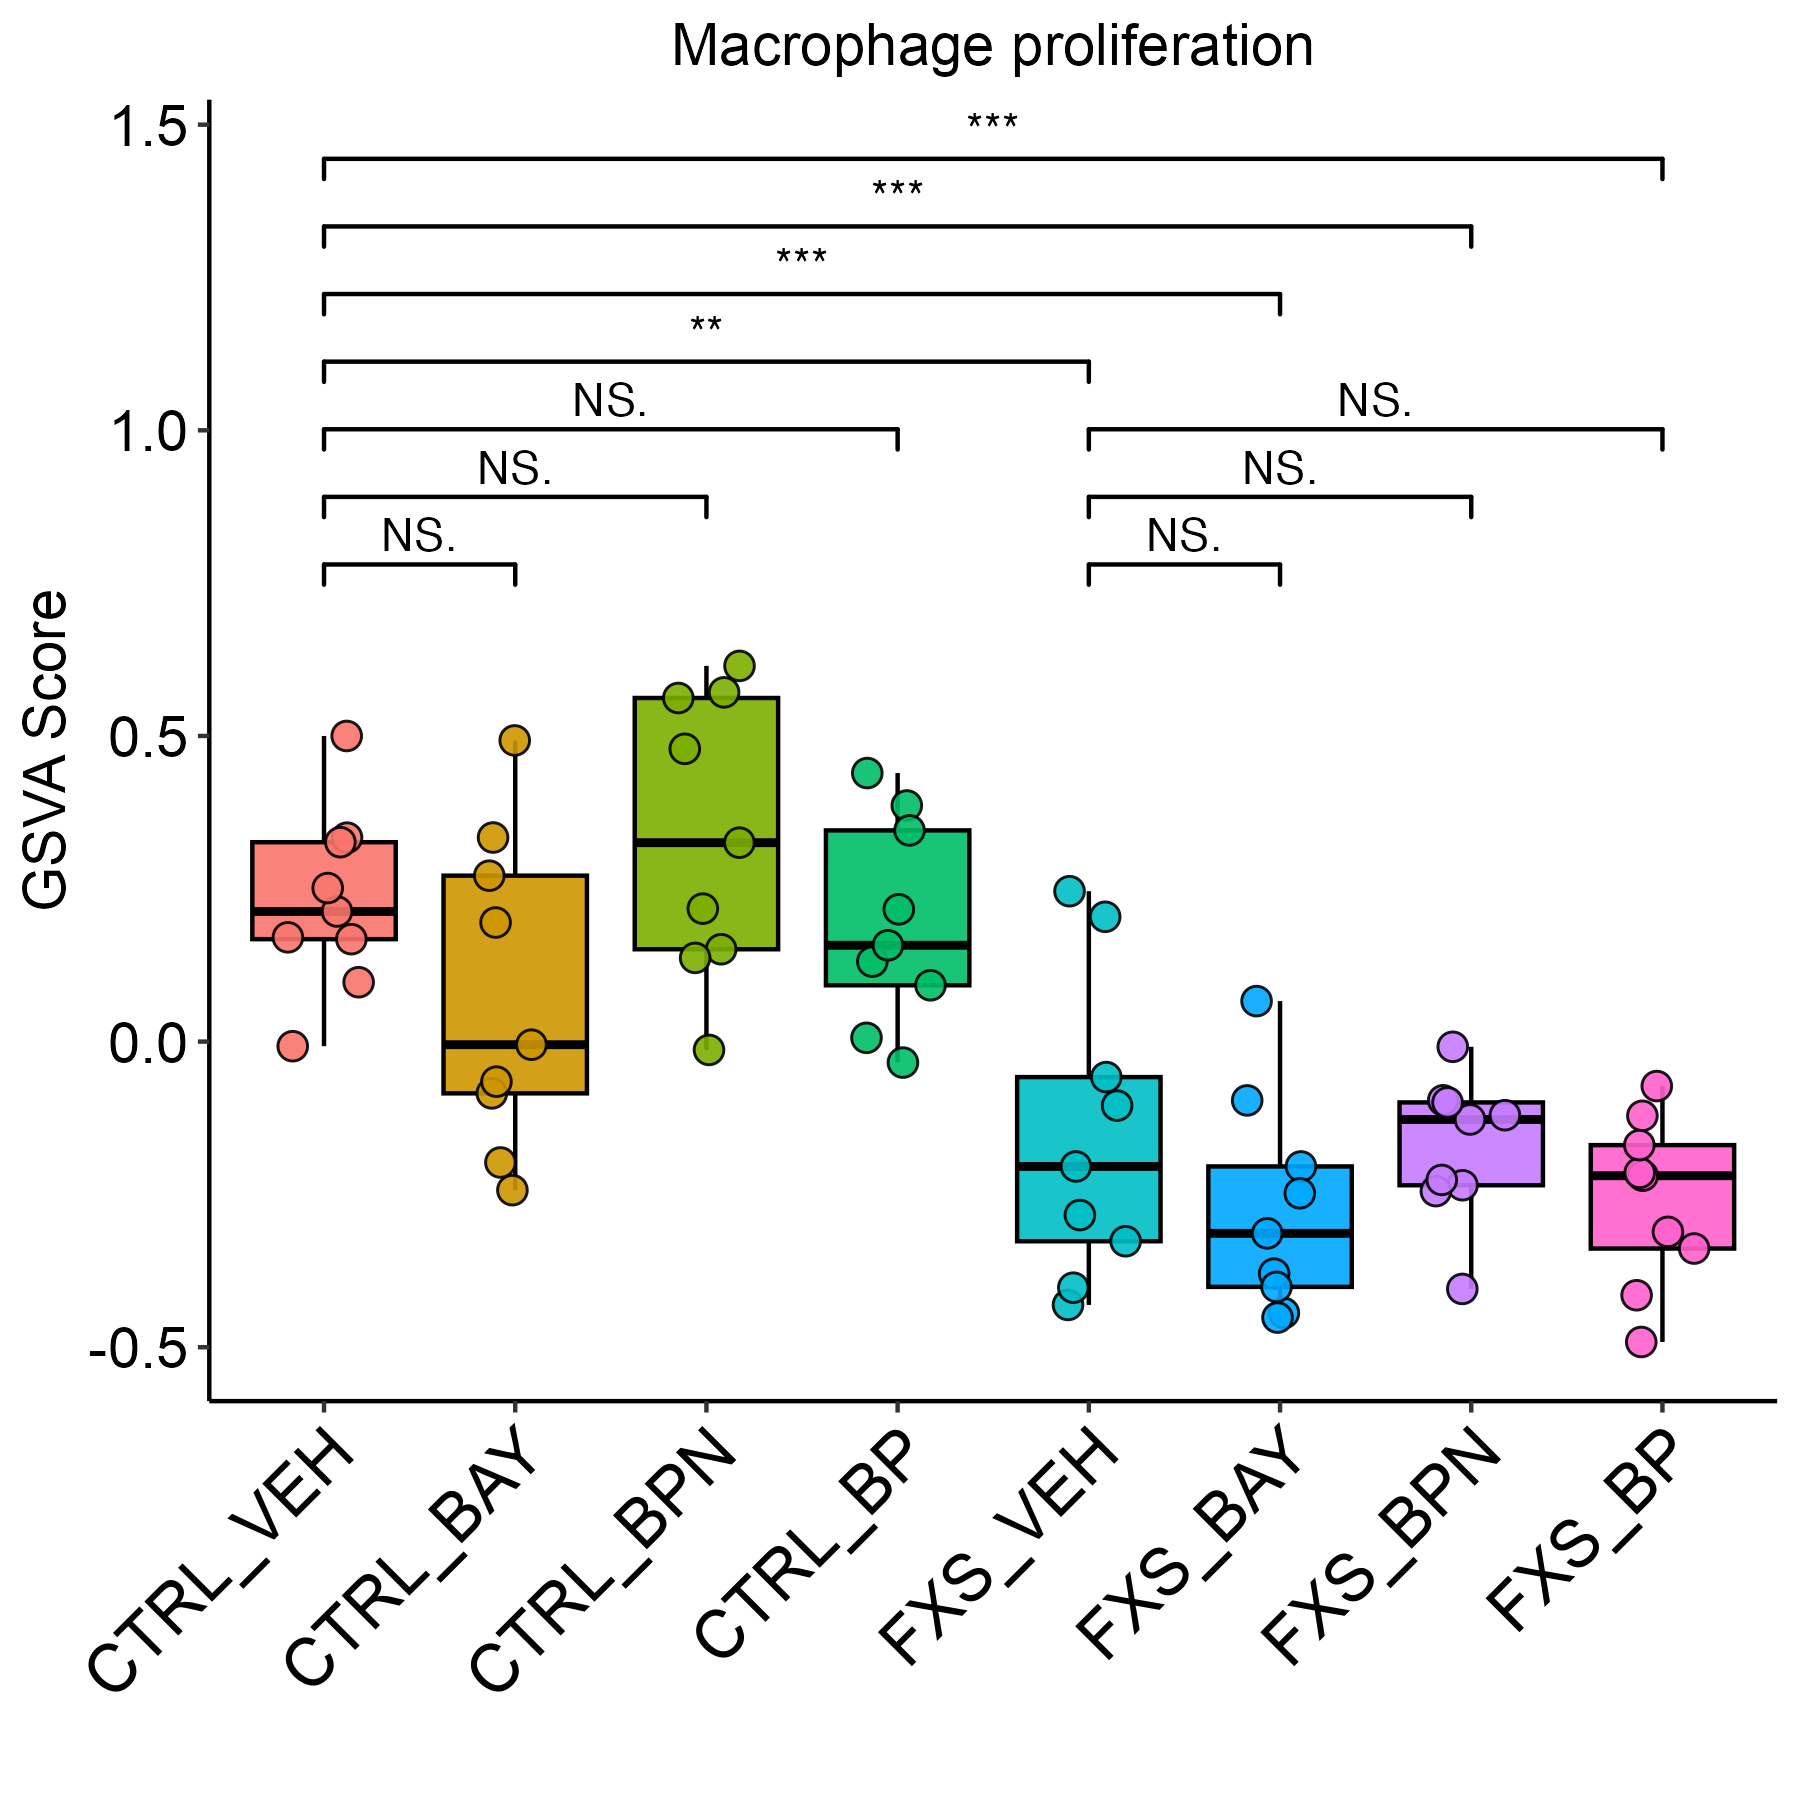 Macrophage proliferation
1.5
1.0
0.5
0.0
-0.5
GSVA Score
***
***
***
**
NS.
NS.
NS.
NS.
NS.
NS.
CTRL_VEH
CTRL_BAY
CTRL_BPN
CTRL_BP
FXS_VEH
FXS_BAY
FXS_BPN
FXS_BP